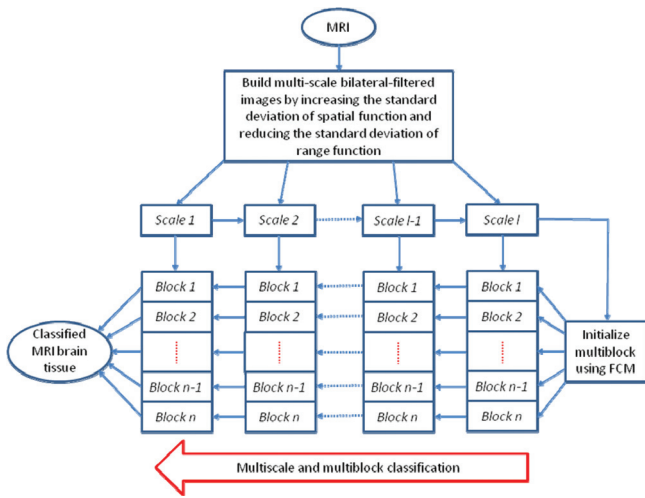 MRI
Build multi-scale bilateral-filtered
images by increasing the standard
deviation of spatial function and
reducing the standard deviation of
range function
Scale 1
Scale 2
Scale l-1
Scale l
Block 1
Block 1
Block 1
Block 1
Block 2
Block 2
Block 2
Block 2
Block n-1
Block n-1
Block n-1
Block n-1
Block n
Block n
Block n
Block n
Classified
MRI brain
tissue
Initialize
multiblock
using FCM
Multiscale and multiblock classification